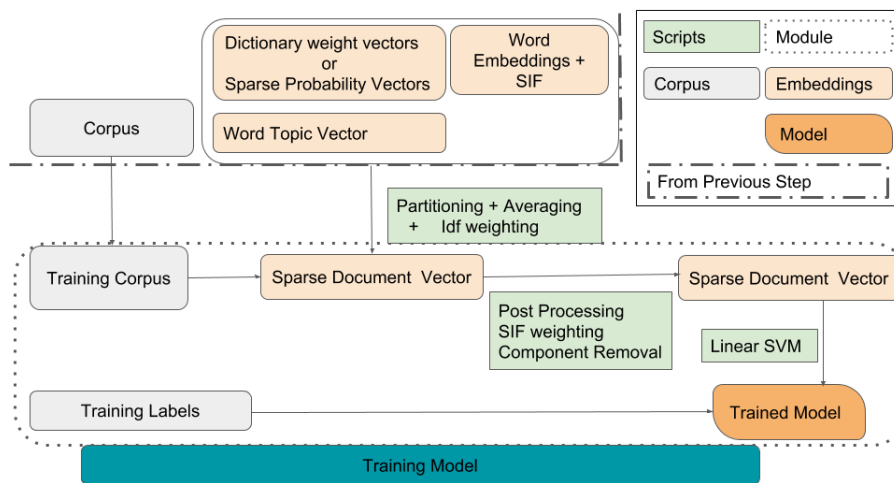 Dictionary weight vectors
or
Sparse Probability Vectors
Word
Embeddings +
SIF
Word Topic Vector
Corpus
Scripts
Module
Corpus
Embeddings
Model
From Previous Step
Partitioning + Averaging
+ Idf weighting
Training Corpus
Sparse Document Vector
Sparse Document Vector
Post Processing
SIF weighting
Component Removal
Linear SVM
Training Labels
Trained Model
Training Model